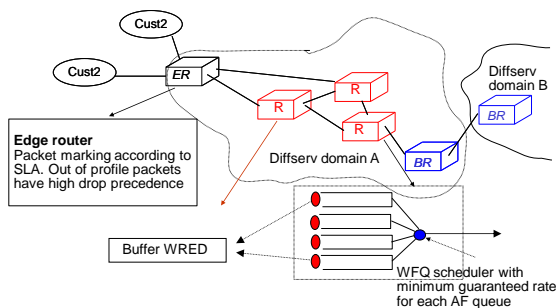 Cust2
Cust2
ER
R
R
R
Diffserv
domain B
BR
BR
Edge router
Packet marking according to
SLA. Out of profile packets
have high drop precedence
Diffserv domain A
Buffer WRED
WFQ scheduler with
minimum guaranteed rate
for each AF queue